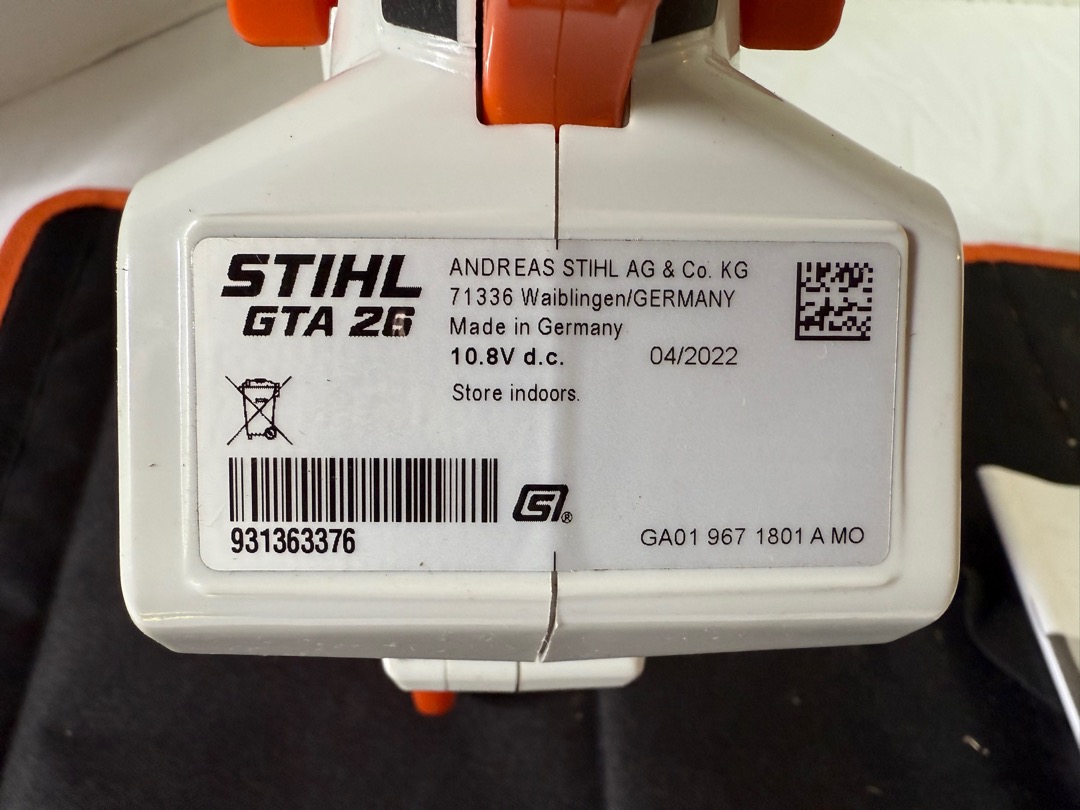 STIHL
GTA 26
ANDREAS STIHL AG & Co. KG
71336 Waiblingen/GERMANY
Made in Germany
10.8V d.c. 04/2022
Store indoors.
931363376
®
GA01 967 1801 A MO